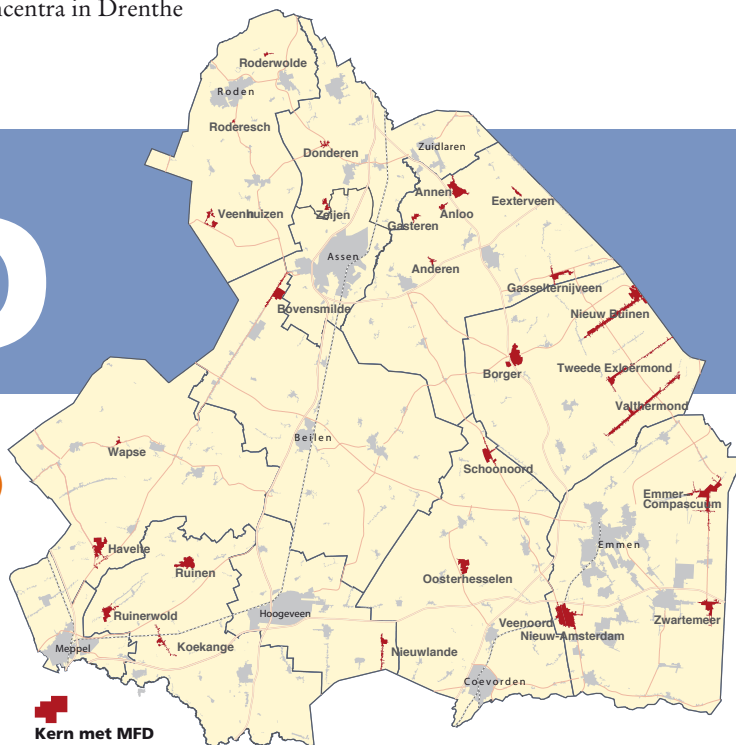 ncentra in Drenthe
Roderwolde
Roden
Roderesch
Donderen
Zuidlaren
Annen
Eexterveen
Veenhuizen
Zeijen
Anloo
Gasteren
Assen
Anderen
Gasselternijveen
Bovensmilde
Nieuw Buinen
Borger
Tweede Exloërmond
Valthermond
Beilen
Wapse
Schoonoord
Emmer-
Compascuum
Emmen
Havelte
Ruinen
Oosterhesselen
Hoogeveen
Ruinerwold
Veenoord
Zwartemeer
Nieuw-Amsterdam
Meppel
Koekange
Nieuwlande
Coevorden
Kern met MFD